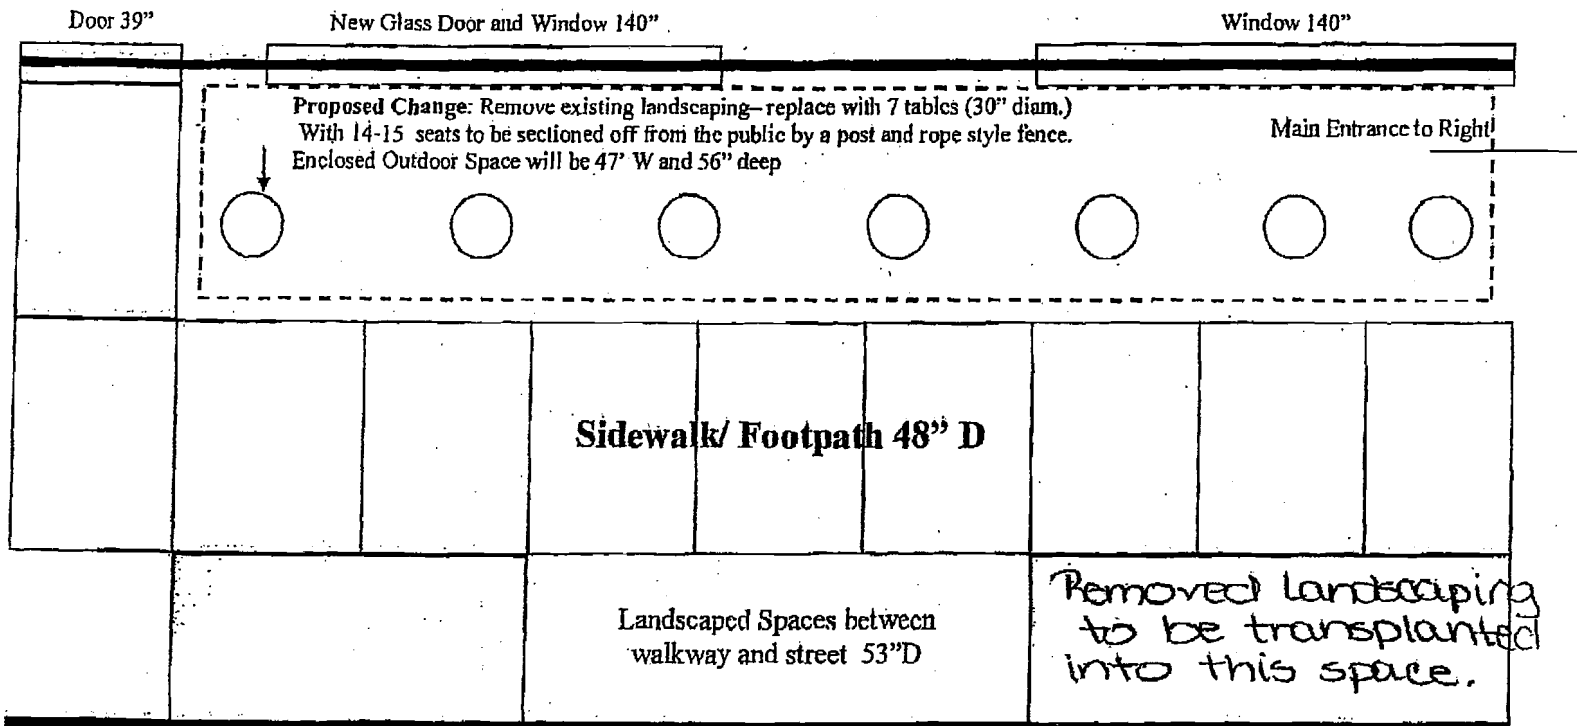 Door 39”
New Glass Door and Window 140”
Window 140”
Proposed Change: Remove existing landscaping– replace with 7 tables (30” diam.)
With 14-15 seats to be sectioned off from the public by a post and rope style fence.
Enclosed Outdoor Space will be 47’ W and 56” deep
Main Entrance to Right
Sidewalk/ Footpath 48” D
Landscaped Spaces between
walkway and street 53”D
Removed Landscaping
to be transplanted
into this space.